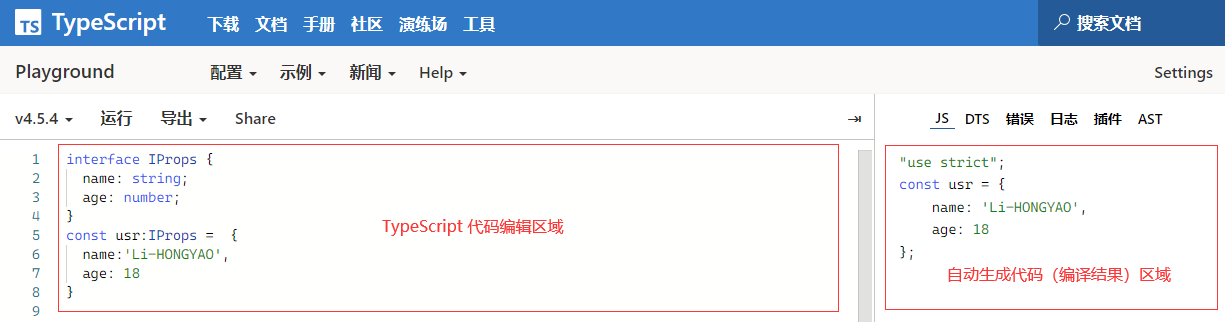 TS TypeScript 下载 文档 手册 社区 演练场 工具 搜索文档
Playground 配置 示例 新闻 Help Settings
v4.5.4 运行 导出 Share
JS DTS 错误 日志 插件 AST
1 interface IProps {
2 name: string;
3 age: number;
4 }
5 const usr:IProps =  {
6 name:'Li-HONGYAO',
7 age: 18
8 }
9
TypeScript 代码编辑区域
"use strict";
const usr = {
name: 'Li-HONGYAO',
age: 18
};
自动生成代码（编译结果）区域